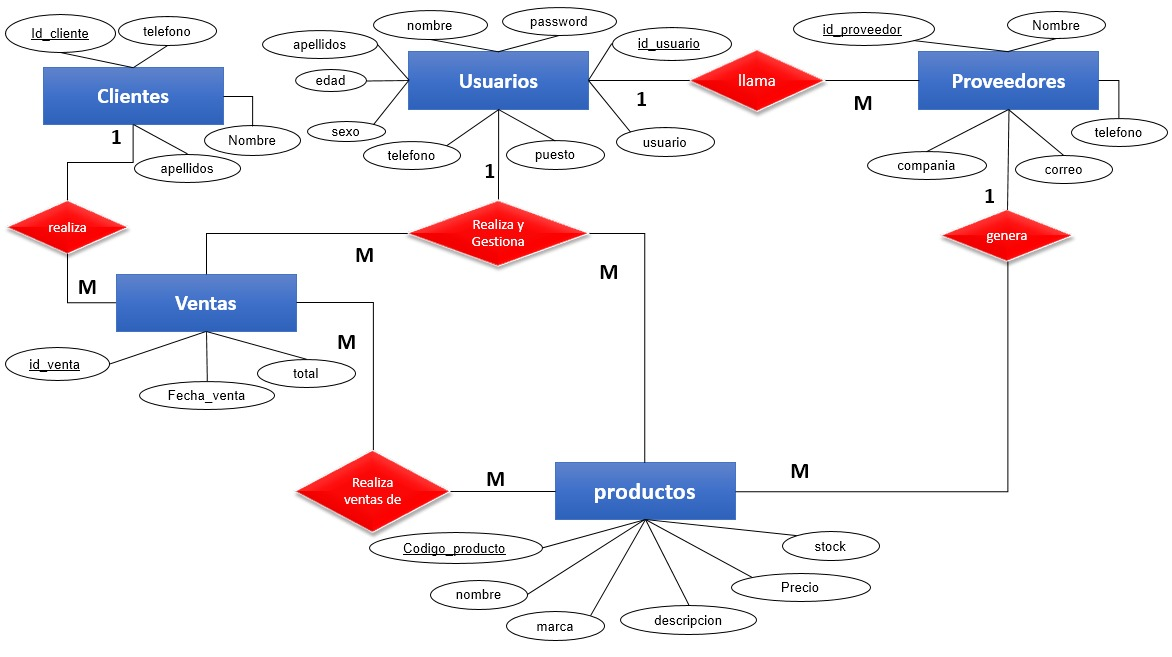 Id_cliente
telefono
Clientes
Nombre
apellidos
1
realiza
M
nombre
password
apellidos
id_usuario
edad
Usuarios
sexo
telefono
puesto
usuario
1
llama
M
id_proveedor
Nombre
Proveedores
telefono
compania
correo
1
Realiza y
Gestiona
M
M
1
genera
M
Ventas
id_venta
Fecha_venta
total
M
Realiza
ventas de
M
productos
Codigo_producto
nombre
marca
descripcion
Precio
stock